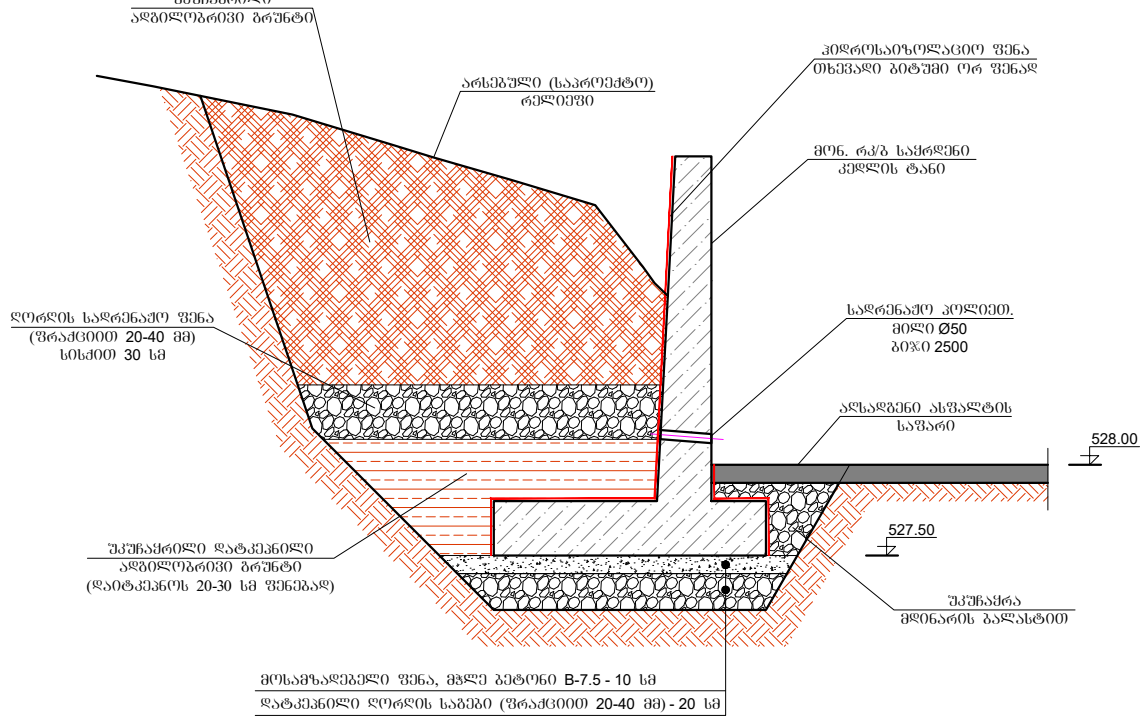 ადგილობრივი გრუნტი
არსებული (საპროექტო)
რელიეფი
ჰიდროსაიზოლაციო ფენა
თხევადი ბიტუმი ორ ფენად
მონ. რკ/ბ საყრდენი
კედლის ტანი
ღორღის სადრენაჟო ფენა
(ფრაქციით 20-40 მმ)
სისქით 30 სმ
სადრენაჟო პოლიეთ.
მილი Ø50
ბიჯი 2500
აღსადგენი ასფალტის
საფარი
528.00
527.50
უკუჩაყრილი დატკეპნილი
ადგილობრივი გრუნტი
(დაიტკეპნოს 20-30 სმ ფენებად)
უკუჩაყრა
მდინარის ბალასტით
მოსამზადებელი ფენა, მჭლე ბეტონი B-7.5 - 10 სმ
დატკეპნილი ღორღის საგები (ფრაქციით 20-40 მმ) - 20 სმ